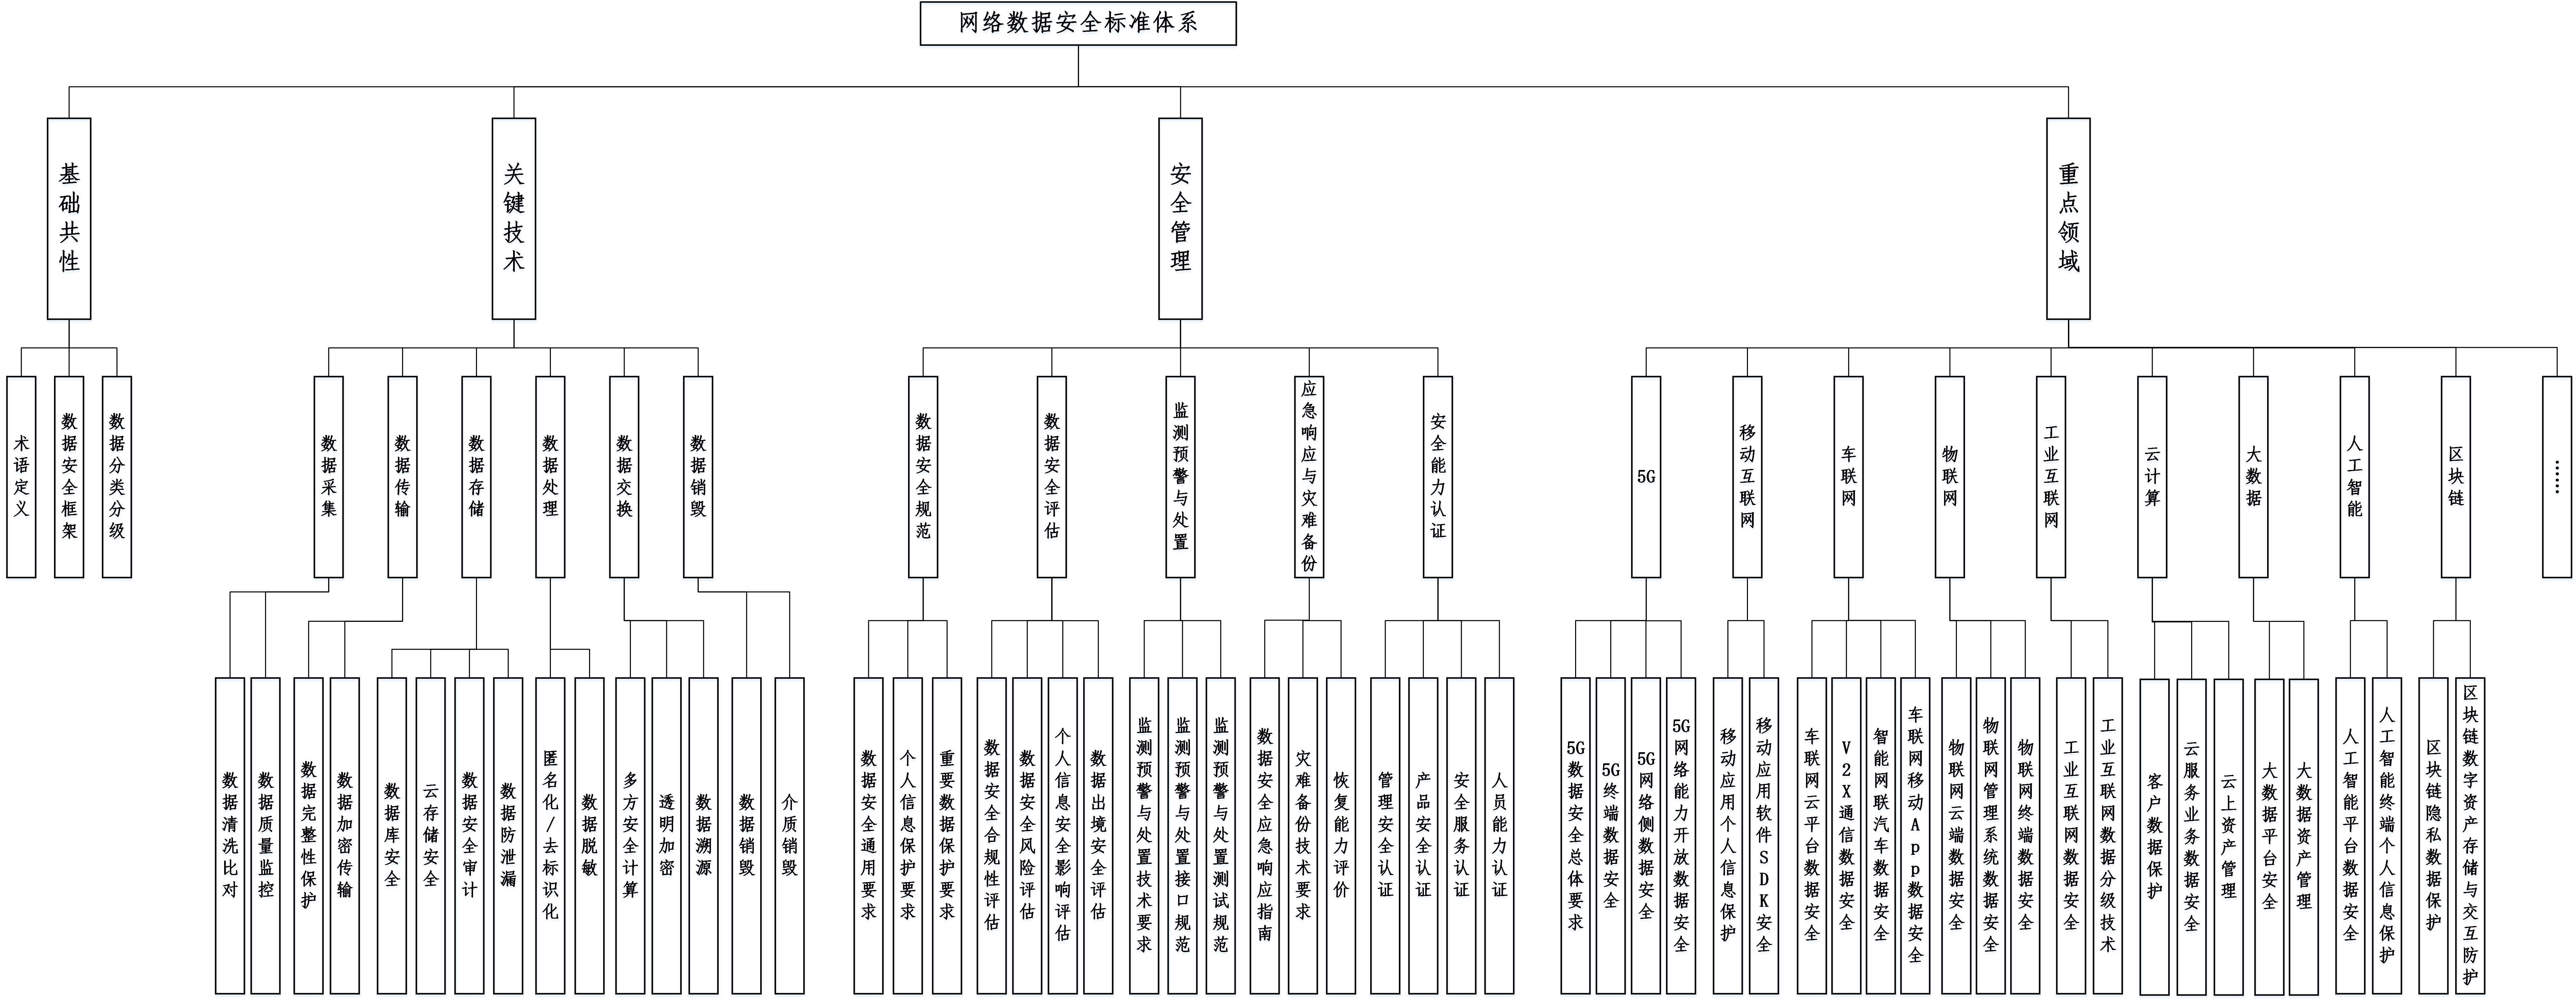 网络数据安全标准体系
基础共性
关键技术
安全管理
重点领域
术语定义
数据安全框架
数据分类分级
数据采集
数据传输
数据存储
数据处理
数据交换
数据销毁
数据安全规范
数据安全评估
监测预警与处置
应急响应与灾难备份
安全能力认证
5G
移动互联网
车联网
物联网
工业互联网
云计算
大数据
人工智能
区块链
……
数据清洗比对
数据质量监控
数据完整性保护
数据加密传输
数据库安全
云存储安全
数据安全审计
数据防泄漏
匿名化/去标识化
数据脱敏
多方安全计算
透明加密
数据溯源
数据销毁
介质销毁
数据安全通用要求
个人信息保护要求
重要数据保护要求
数据安全合规性评估
数据安全风险评估
个人信息安全影响评估
数据出境安全评估
监测预警与处置技术要求
监测预警与处置接口规范
监测预警与处置测试规范
数据安全应急响应指南
灾难备份技术要求
恢复能力评价
管理安全认证
产品安全认证
安全服务认证
人员能力认证
5G数据安全总体要求
5G终端数据安全
5G网络侧数据安全
5G网络能力开放数据安全
移动应用个人信息保护
移动应用软件SDK安全
车联网云平台数据安全
V2X通信数据安全
智能网联汽车数据安全
车联网移动App数据安全
物联网云端数据安全
物联网管理系统数据安全
物联网终端数据安全
工业互联网数据安全
工业互联网数据分级技术
客户数据保护
云服务业务数据安全
云上资产管理
大数据平台安全
大数据资产管理
人工智能平台数据安全
人工智能终端个人信息保护
区块链隐私数据保护
区块链数字资产存储与交互防护